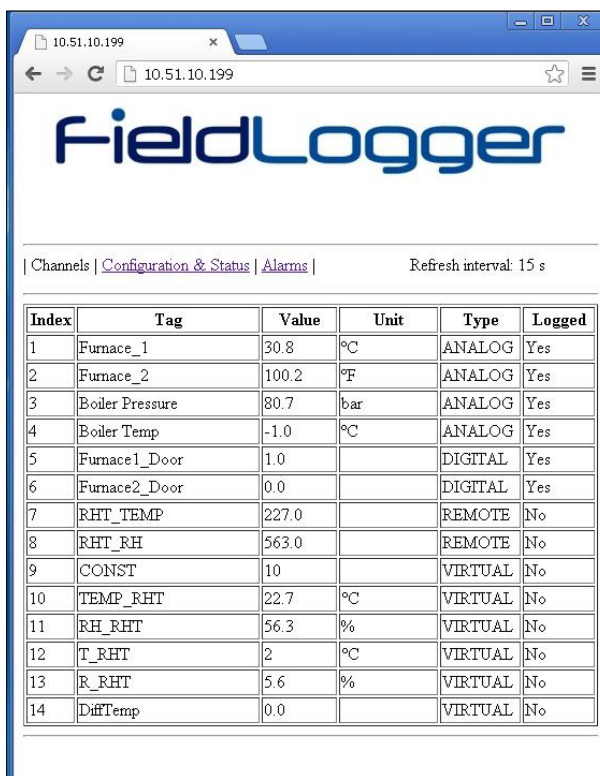 10.51.10.199
10.51.10.199
FieldLogger
| Channels | Configuration & Status | Alarms | Refresh interval: 15 s
Index Tag Value Unit Type Logged
1 Furnace_1 30.8 ºC ANALOG Yes
2 Furnace_2 100.2 ºF ANALOG Yes
3 Boiler Pressure 80.7 bar ANALOG Yes
4 Boiler Temp -1.0 ºC ANALOG Yes
5 Furnace1_Door 1.0 DIGITAL Yes
6 Furnace2_Door 0.0 DIGITAL Yes
7 RHT_TEMP 227.0 REMOTE No
8 RHT_RH 563.0 REMOTE No
9 CONST 10 VIRTUAL No
10 TEMP_RHT 22.7 ºC VIRTUAL No
11 RH_RHT 56.3 % VIRTUAL No
12 T_RHT 2 ºC VIRTUAL No
13 R_RHT 5.6 % VIRTUAL No
14 DiffTemp 0.0 VIRTUAL No